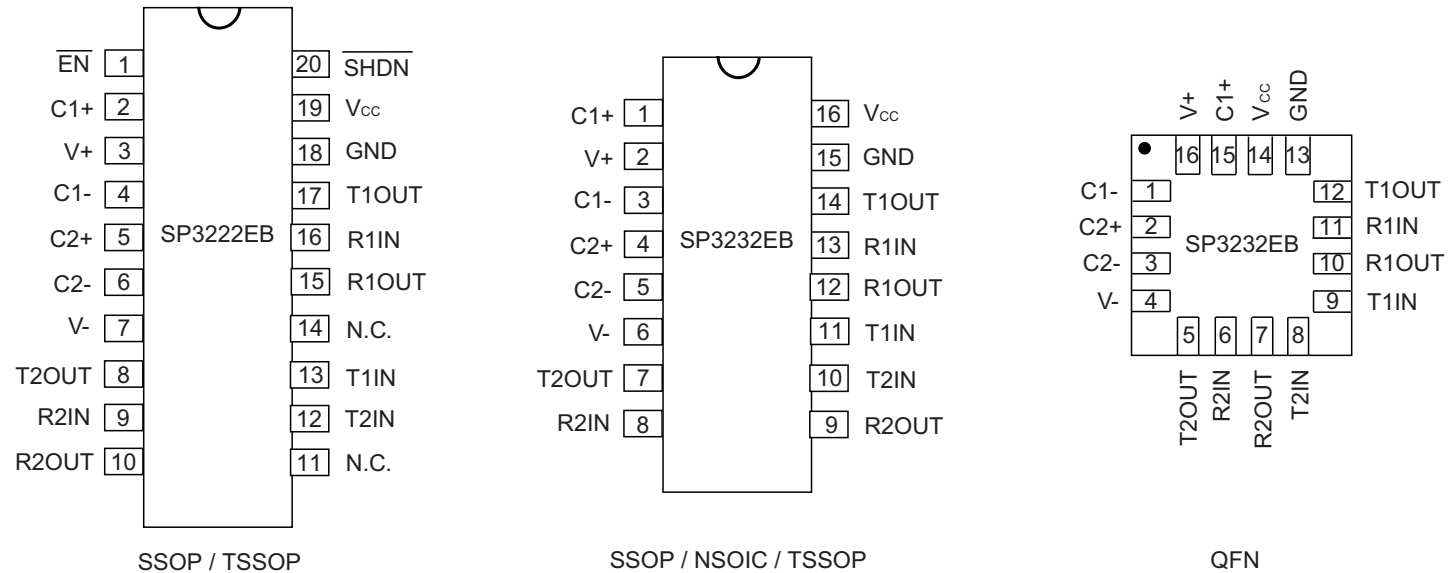 EN 1 20 SHDN
C1+ 2 19 Vcc
V+ 3 18 GND
C1- 4 17 T1OUT
C2+ 5 SP3222EB 16 R1IN
C2- 6 15 R1OUT
V- 7 14 N.C.
T2OUT 8 13 T1IN
R2IN 9 12 T2IN
R2OUT 10 11 N.C.
SSOP / TSSOP
C1+ 1 16 Vcc
V+ 2 15 GND
C1- 3 14 T1OUT
C2+ 4 SP3232EB 13 R1IN
C2- 5 12 R1OUT
V- 6 11 T1IN
T2OUT 7 10 T2IN
R2IN 8 9 R2OUT
SSOP / NSOIC / TSSOP
V+ C1+ Vcc GND
16 15 14 13
C1- 1 12 T1OUT
C2+ 2 11 R1IN
SP3232EB
C2- 3 10 R1OUT
V- 4 9 T1IN
5 6 7 8
T2OUT R2IN R2OUT T2IN
QFN